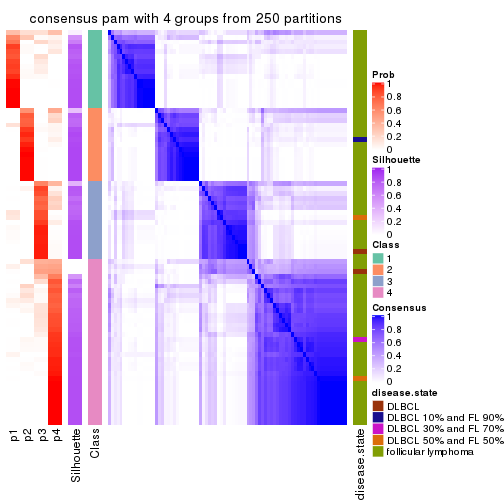 consensus pam with 4 groups from 250 partitions
Prob
1
0.8
0.6
0.4
0.2
0
Silhouette
1
0.8
0.6
0.4
0.2
0
Class
1
2
3
4
Consensus
1
0.8
0.6
0.4
0.2
0
disease.state
DLBCL
DLBCL 10% and FL 90%
DLBCL 30% and FL 70%
DLBCL 50% and FL 50%
follicular lymphoma
p1
p2
p3
p4
Silhouette
Class
disease.state